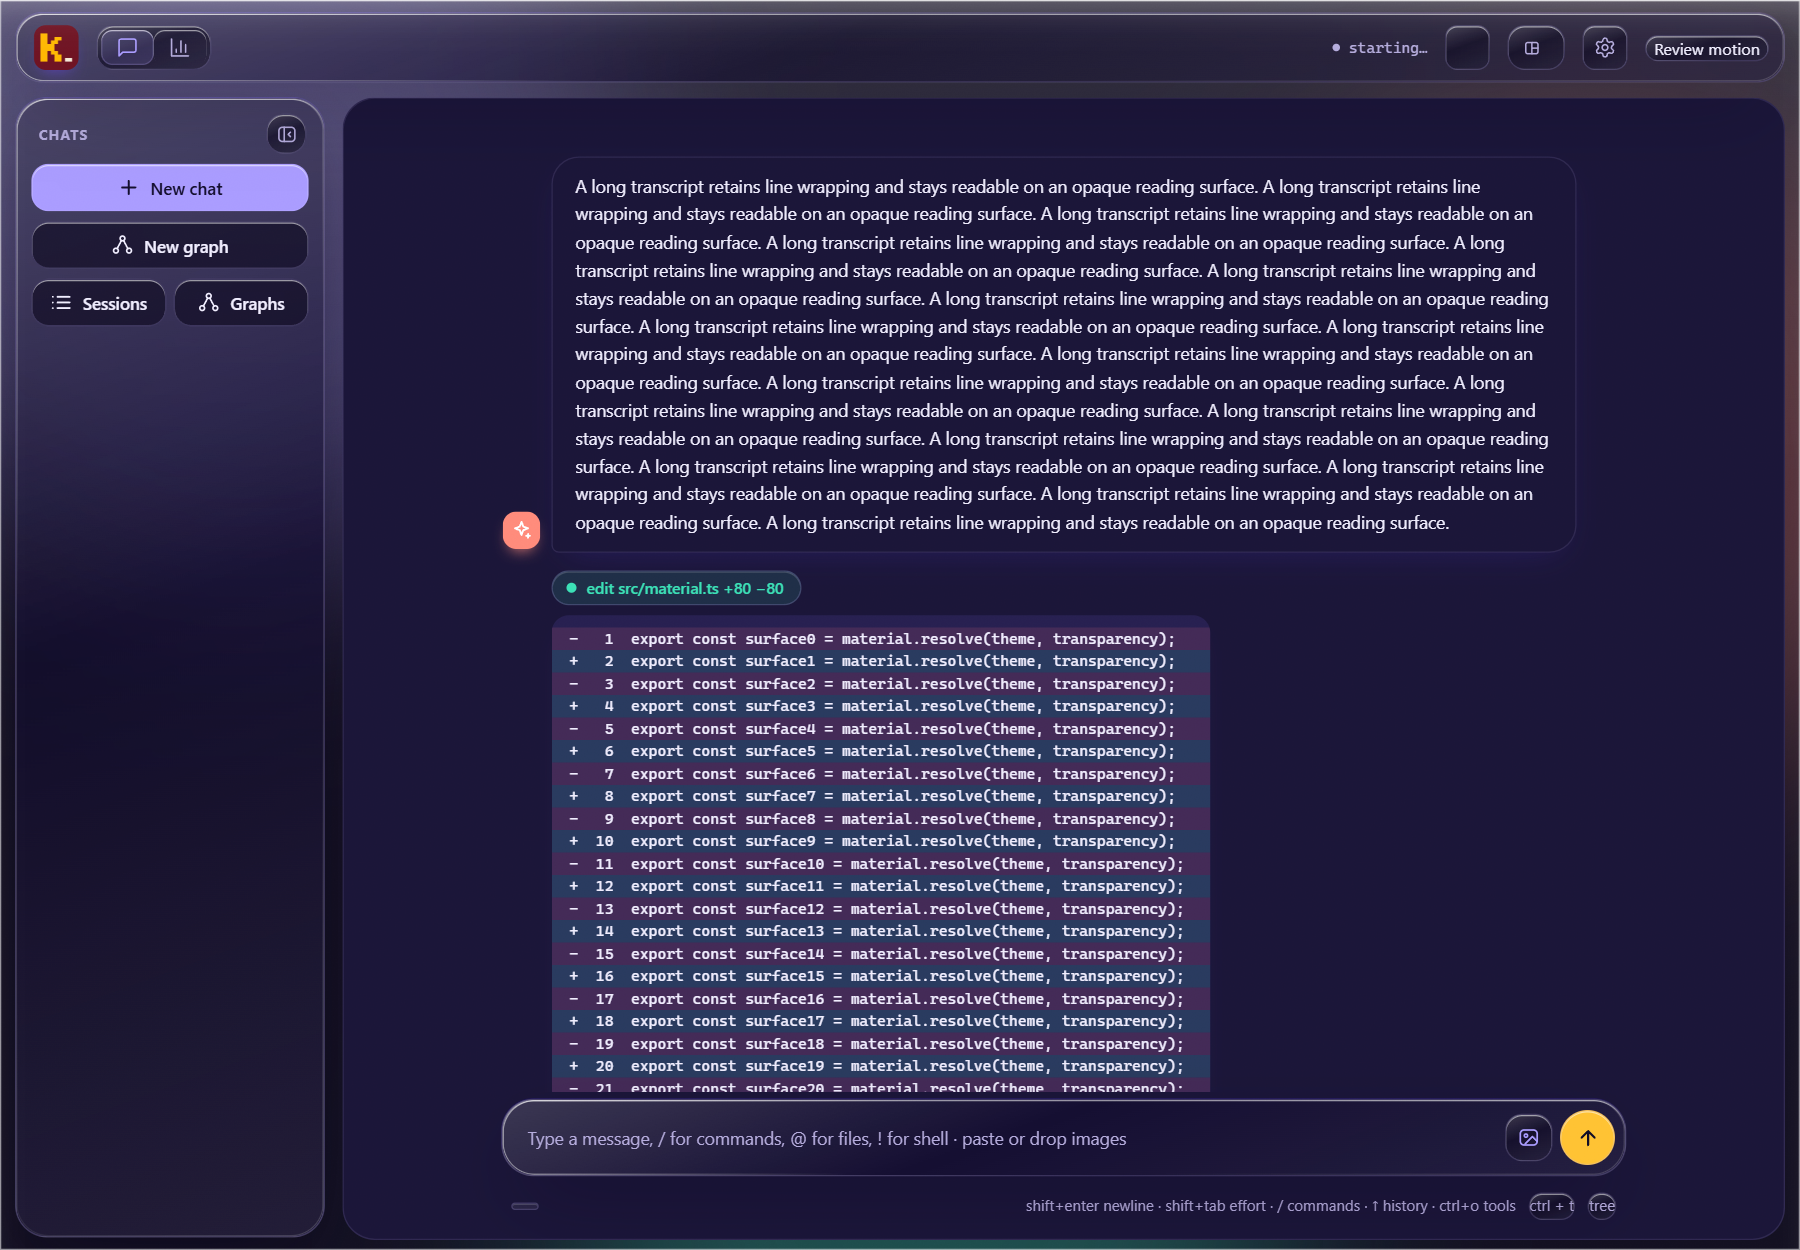 K.
starting…
Review motion
CHATS
New chat
New graph
Sessions
Graphs
A long transcript retains line wrapping and stays readable on an opaque reading surface. A long transcript retains line
wrapping and stays readable on an opaque reading surface. A long transcript retains line wrapping and stays readable on an
opaque reading surface. A long transcript retains line wrapping and stays readable on an opaque reading surface. A long
transcript retains line wrapping and stays readable on an opaque reading surface. A long transcript retains line wrapping and
stays readable on an opaque reading surface. A long transcript retains line wrapping and stays readable on an opaque reading
surface. A long transcript retains line wrapping and stays readable on an opaque reading surface. A long transcript retains line
wrapping and stays readable on an opaque reading surface. A long transcript retains line wrapping and stays readable on an
opaque reading surface. A long transcript retains line wrapping and stays readable on an opaque reading surface. A long
transcript retains line wrapping and stays readable on an opaque reading surface. A long transcript retains line wrapping and
stays readable on an opaque reading surface. A long transcript retains line wrapping and stays readable on an opaque reading
surface. A long transcript retains line wrapping and stays readable on an opaque reading surface. A long transcript retains line
wrapping and stays readable on an opaque reading surface. A long transcript retains line wrapping and stays readable on an
opaque reading surface. A long transcript retains line wrapping and stays readable on an opaque reading surface.
edit src/material.ts +80 −80
− 1 export const surface0 = material.resolve(theme, transparency);
+ 2 export const surface1 = material.resolve(theme, transparency);
− 3 export const surface2 = material.resolve(theme, transparency);
+ 4 export const surface3 = material.resolve(theme, transparency);
− 5 export const surface4 = material.resolve(theme, transparency);
+ 6 export const surface5 = material.resolve(theme, transparency);
− 7 export const surface6 = material.resolve(theme, transparency);
+ 8 export const surface7 = material.resolve(theme, transparency);
− 9 export const surface8 = material.resolve(theme, transparency);
+ 10 export const surface9 = material.resolve(theme, transparency);
− 11 export const surface10 = material.resolve(theme, transparency);
+ 12 export const surface11 = material.resolve(theme, transparency);
− 13 export const surface12 = material.resolve(theme, transparency);
+ 14 export const surface13 = material.resolve(theme, transparency);
− 15 export const surface14 = material.resolve(theme, transparency);
+ 16 export const surface15 = material.resolve(theme, transparency);
− 17 export const surface16 = material.resolve(theme, transparency);
+ 18 export const surface17 = material.resolve(theme, transparency);
− 19 export const surface18 = material.resolve(theme, transparency);
+ 20 export const surface19 = material.resolve(theme, transparency);
− 21 export const surface20 = material.resolve(theme, transparency);
Type a message, / for commands, @ for files, ! for shell · paste or drop images
shift+enter newline · shift+tab effort · / commands · ↑ history · ctrl+o tools ctrl + t tree